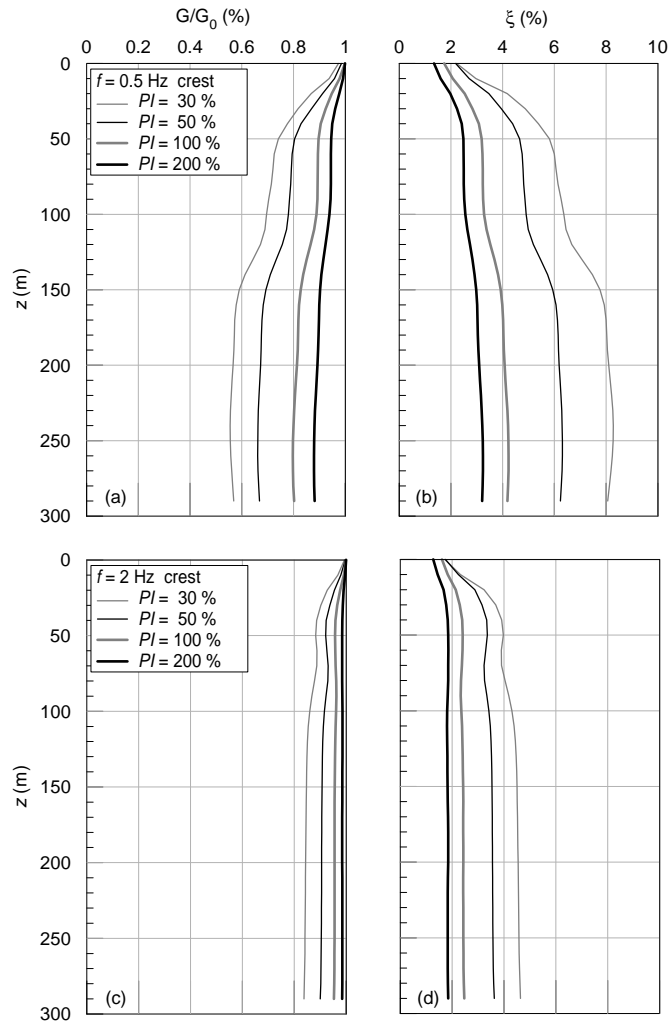 G/G0 (%)
ξ (%)
0 0.2 0.4 0.6 0.8 1
0 2 4 6 8 10
0
50
100
150
200
250
300
z (m)
f = 0.5 Hz crest
PI = 30 %
PI = 50 %
PI = 100 %
PI = 200 %
(a)
(b)
0
50
100
150
200
250
300
z (m)
f = 2 Hz crest
PI = 30 %
PI = 50 %
PI = 100 %
PI = 200 %
(c)
(d)